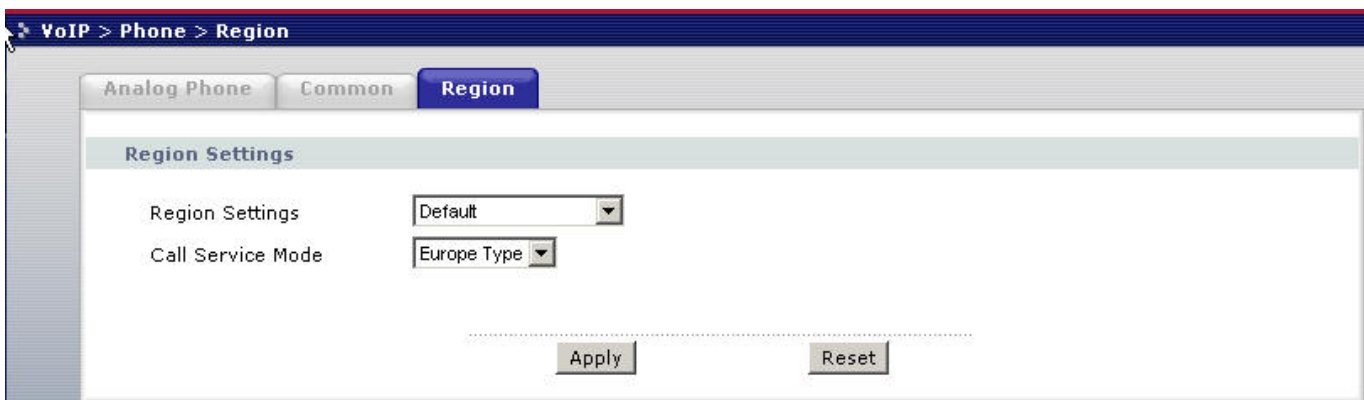 VoIP > Phone > Region
Analog Phone Common Region
Region Settings
Region Settings Default
Call Service Mode Europe Type
Apply Reset